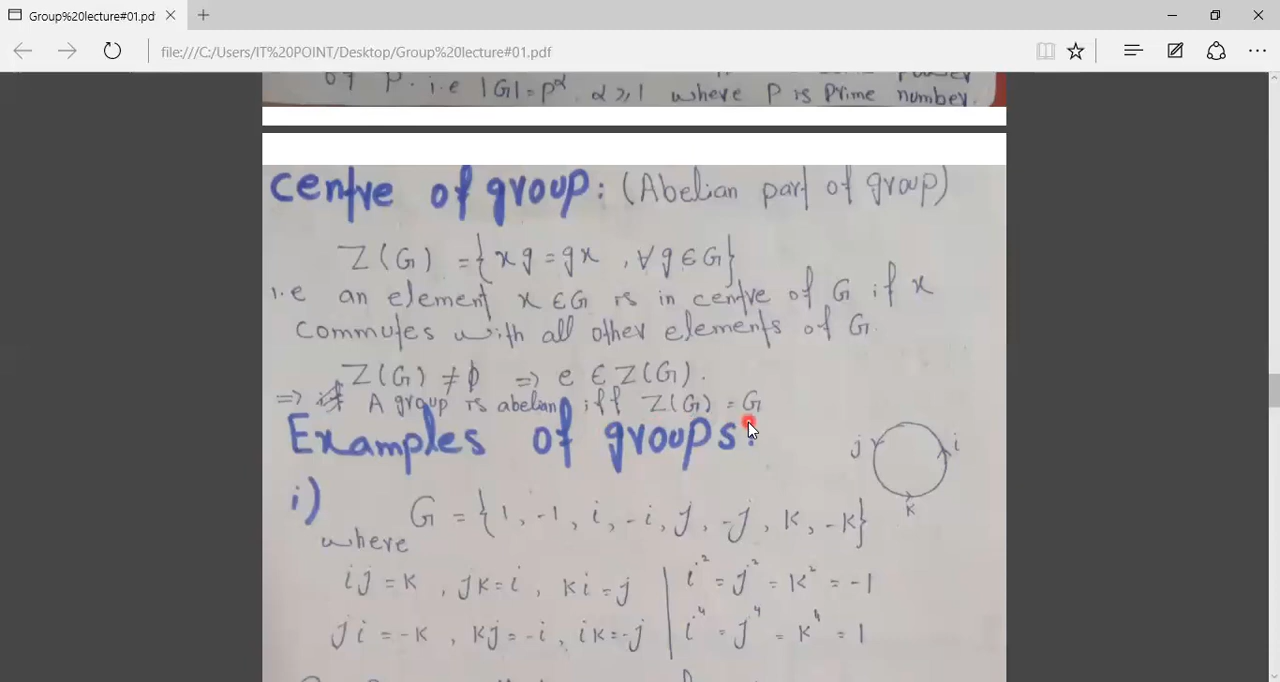 Group%20lecture#01.pd
file:///C:/Users/IT%20POINT/Desktop/Group%20lecture#01.pdf
of P. i.e |G| = p^α, α ≥ 1 where P is Prime number.
Centre of group: (Abelian part of group)
Z(G) = { xg = gx , ∀ g ∈ G }
i.e an element x ∈ G is in centre of G if x
commutes with all other elements of G.
Z(G) ≠ ϕ => e ∈ Z(G).
=> A group is abelian iff Z(G) = G
Examples of groups:
i) G = { 1, -1, i, -i, j, -j, k, -k }
j i
k
where
ij = k , jk = i , ki = j | i² = j² = k² = -1
ji = -k , kj = -i , ik = -j | i⁴ = j⁴ = k⁴ = 1